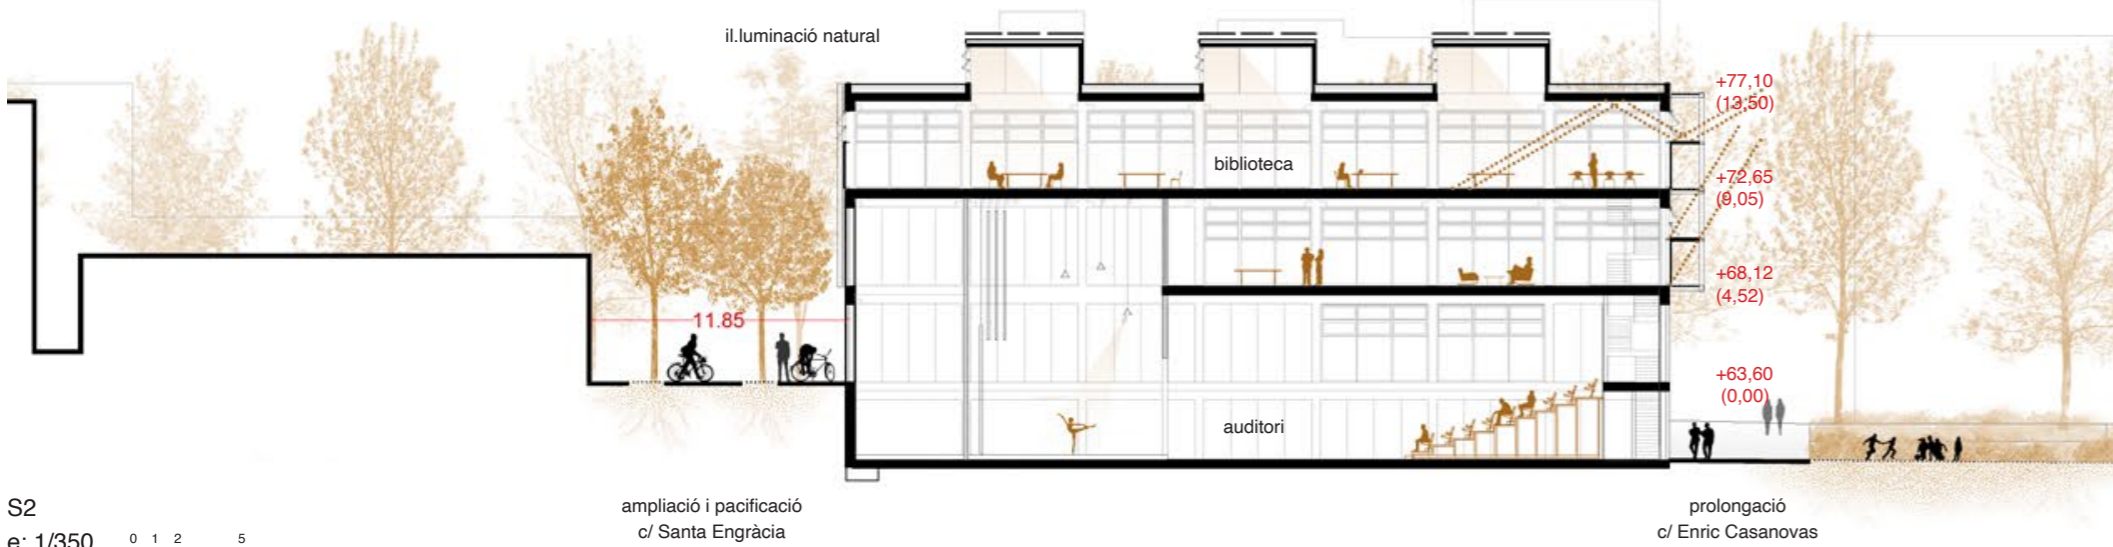 il.luminació natural
+77,10
(13,50)
biblioteca
+72,65
(9,05)
+68,12
(4,52)
11.85
+63,60
(0,00)
auditori
S2
e: 1/350 0 1 2 5
ampliació i pacificació
c/ Santa Engràcia
prolongació
c/ Enric Casanovas